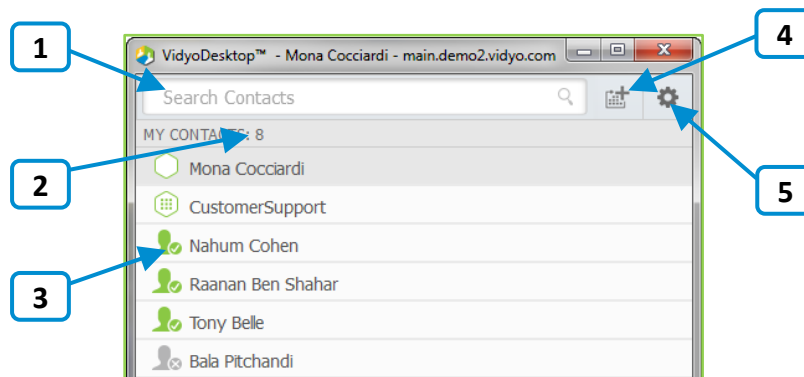 1
4
VidyoDesktop™ - Mona Cocciardi - main.demo2.vidyo.com
Search Contacts
MY CONTACTS: 8
2
Mona Cocciardi
5
CustomerSupport
Nahum Cohen
3
Raanan Ben Shahar
Tony Belle
Bala Pitchandi